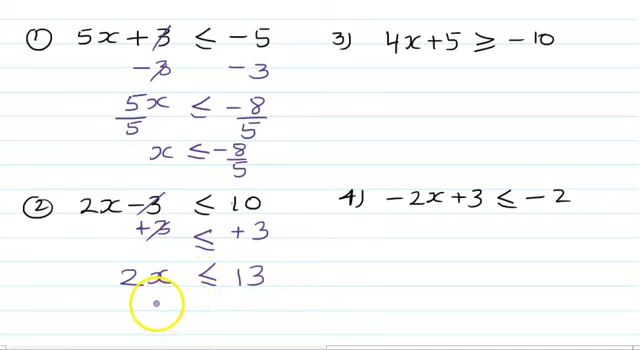 ① 5x + 3 ≤ -5
-3 -3
5x/5 ≤ -8/5
x ≤ -8/5
② 2x - 3 ≤ 10
+3 ≤ +3
2x ≤ 13
3) 4x + 5 ≥ -10
4) -2x + 3 ≤ -2